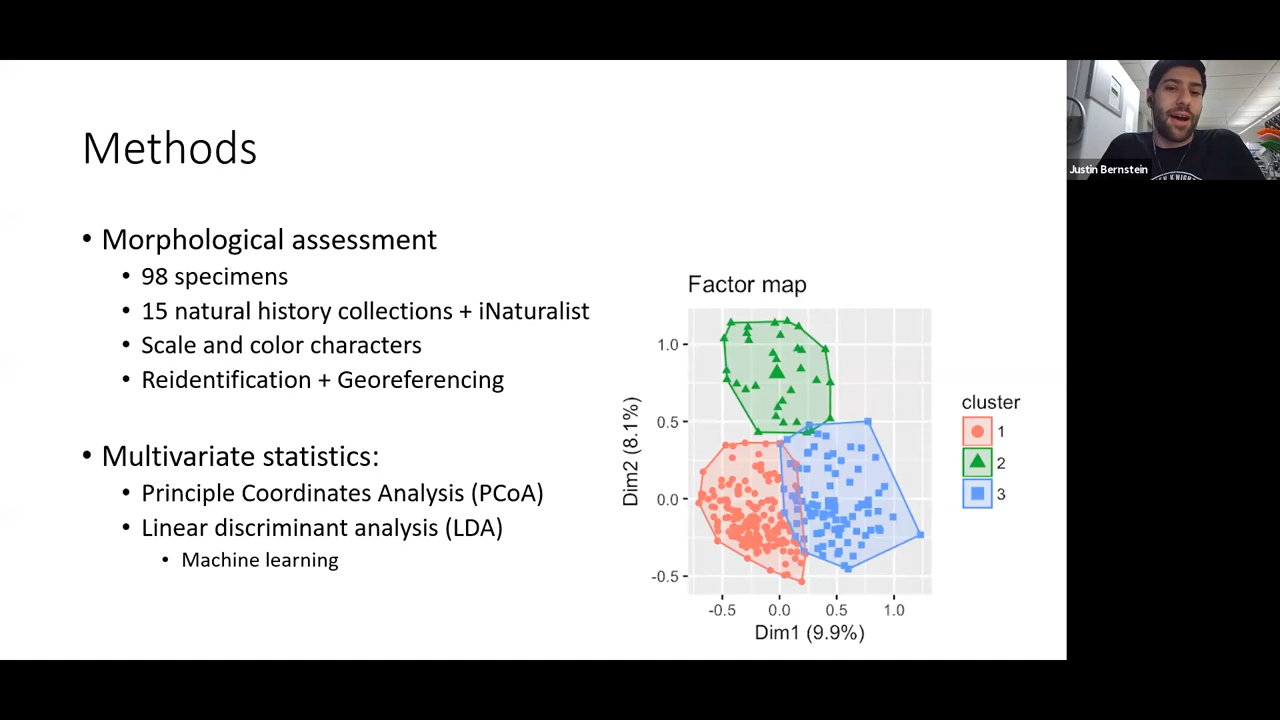 Methods
• Morphological assessment
• 98 specimens
• 15 natural history collections + iNaturalist
• Scale and color characters
• Reidentification + Georeferencing
• Multivariate statistics:
• Principle Coordinates Analysis (PCoA)
• Linear discriminant analysis (LDA)
• Machine learning
Factor map
1.0
0.5
0.0
-0.5
Dim2 (8.1%)
-0.5 0.0 0.5 1.0
Dim1 (9.9%)
cluster
1
2
3
Justin Bernstein